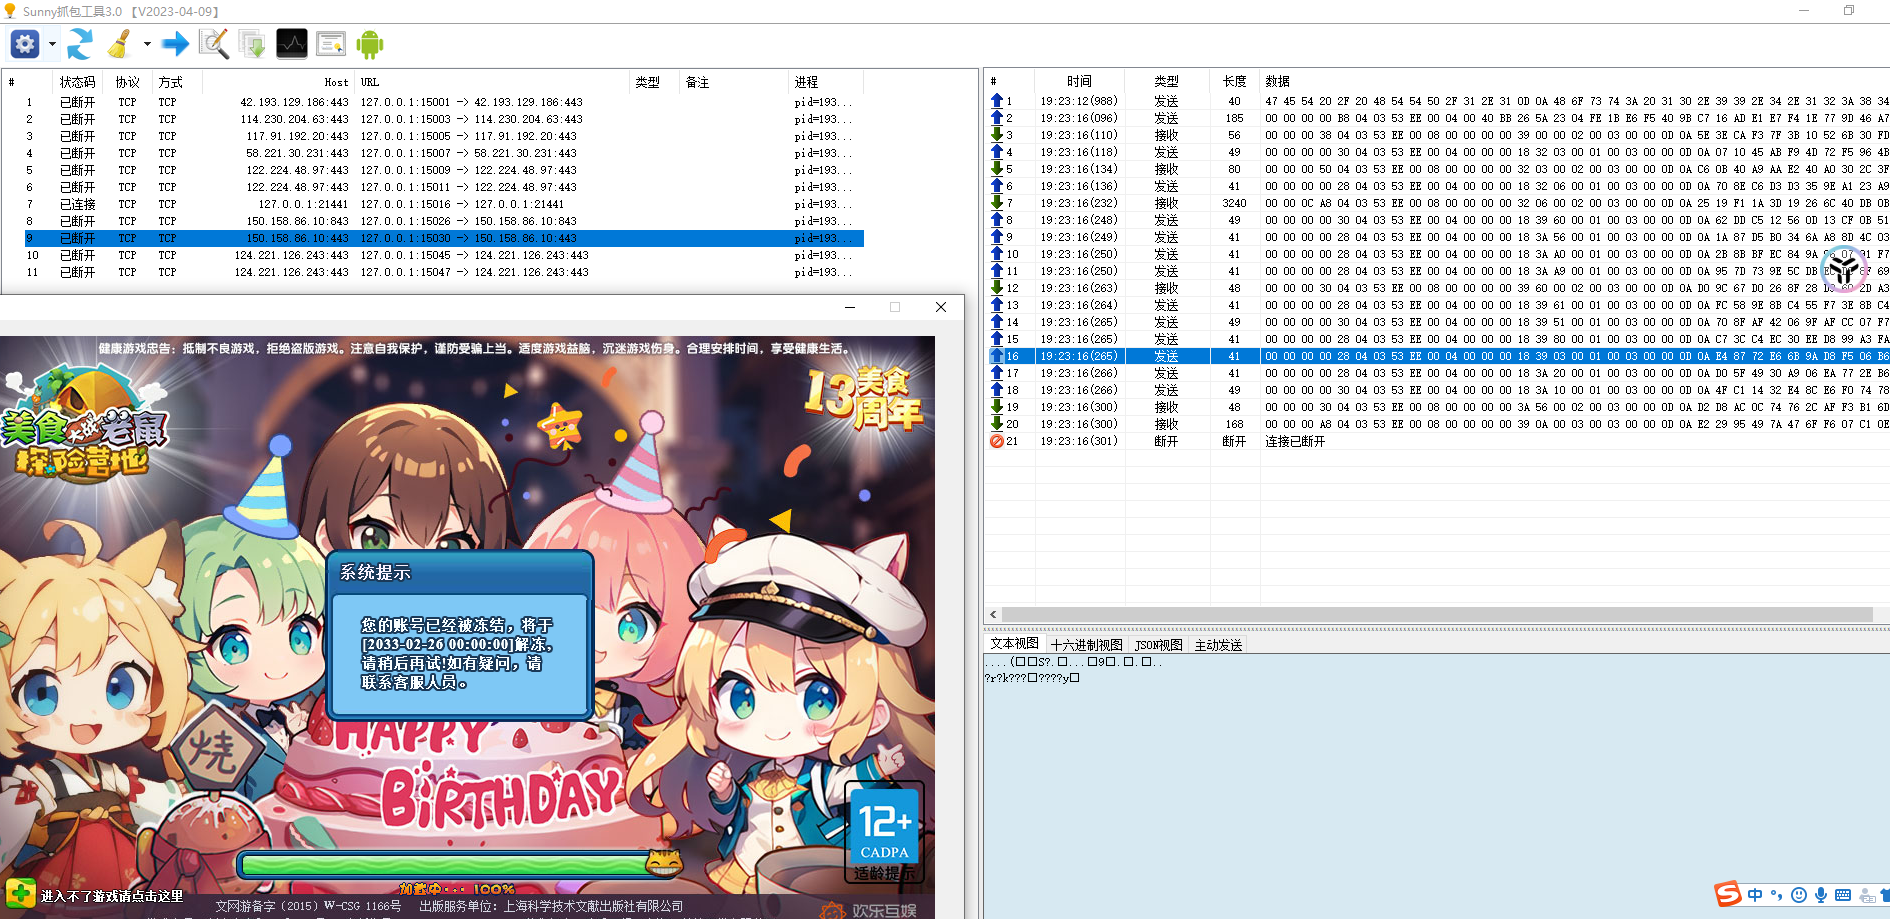 Sunny抓包工具3.0 【V2023-04-09】
# 状态码 协议 方式 Host URL 类型 备注 进程
1 已断开 TCP TCP 42.193.129.186:443 127.0.0.1:15001 -> 42.193.129.186:443 pid=193...
2 已断开 TCP TCP 114.230.204.63:443 127.0.0.1:15003 -> 114.230.204.63:443 pid=193...
3 已断开 TCP TCP 117.91.192.20:443 127.0.0.1:15005 -> 117.91.192.20:443 pid=193...
4 已断开 TCP TCP 58.221.30.231:443 127.0.0.1:15007 -> 58.221.30.231:443 pid=193...
5 已断开 TCP TCP 122.224.48.97:443 127.0.0.1:15009 -> 122.224.48.97:443 pid=193...
6 已断开 TCP TCP 122.224.48.97:443 127.0.0.1:15011 -> 122.224.48.97:443 pid=193...
7 已连接 TCP TCP 127.0.0.1:21441 127.0.0.1:15016 -> 127.0.0.1:21441 pid=193...
8 已断开 TCP TCP 150.158.86.10:843 127.0.0.1:15026 -> 150.158.86.10:843 pid=193...
9 已断开 TCP TCP 150.158.86.10:443 127.0.0.1:15030 -> 150.158.86.10:443 pid=193...
10 已断开 TCP TCP 124.221.126.243:443 127.0.0.1:15045 -> 124.221.126.243:443 pid=193...
11 已断开 TCP TCP 124.221.126.243:443 127.0.0.1:15047 -> 124.221.126.243:443 pid=193...
健康游戏忠告：抵制不良游戏，拒绝盗版游戏。注意自我保护，谨防受骗上当。适度游戏益脑，沉迷游戏伤身。合理安排时间，享受健康生活。
美食大战老鼠
探险营地
13美食周年
系统提示
您的账号已经被冻结，将于
[2033-02-26 00:00:00]解冻，
请稍后再试!如有疑问，请
联系客服人员。
烧
HAPPY
BiRTHDAY
12+
CADPA
适龄提示
加载中··· 100%
进入不了游戏请点击这里
文网游备字（2015）W-CSG 1166号 出版服务单位：上海科学技术文献出版社有限公司
欢乐互娱
# 时间 类型 长度 数据
1 19:23:12(988) 发送 40 47 45 54 20 2F 20 48 54 54 50 2F 31 2E 31 0D 0A 48 6F 73 74 3A 20 31 30 2E 39 39 2E 34 2E 31 32 3A 38 34
2 19:23:16(096) 发送 185 00 00 00 00 B8 04 03 53 EE 00 04 00 00 40 BB 26 5A 23 04 FE 1B E6 F5 40 9B C7 16 AD E1 E7 F4 1E 77 9D 46 A7
3 19:23:16(110) 接收 56 00 00 00 38 04 03 53 EE 00 08 00 00 00 00 39 00 00 02 00 03 00 00 0D 0A 5E 3E CA F3 7F 3B 10 52 6B 30 FD
4 19:23:16(118) 发送 49 00 00 00 00 30 04 03 53 EE 00 04 00 00 00 18 32 03 00 01 00 03 00 00 0D 0A 07 10 45 AB F9 4D 72 F5 96 4B
5 19:23:16(134) 接收 80 00 00 00 50 04 03 53 EE 00 08 00 00 00 00 32 03 00 02 00 03 00 00 0D 0A C6 0B 40 A9 AA E2 40 A0 30 2C 3F
6 19:23:16(136) 发送 41 00 00 00 00 28 04 03 53 EE 00 04 00 00 00 18 32 06 00 01 00 03 00 00 0D 0A 70 8E C6 D3 D3 35 9E A1 23 A9
7 19:23:16(232) 接收 3240 00 00 0C A8 04 03 53 EE 00 08 00 00 00 00 32 06 00 02 00 03 00 00 0D 0A 25 19 F1 1A 3D 19 26 6C 40 DB 0B
8 19:23:16(248) 发送 49 00 00 00 00 30 04 03 53 EE 00 04 00 00 00 18 39 60 00 01 00 03 00 00 0D 0A 62 DD C5 12 56 0D 13 CF 0B 51
9 19:23:16(249) 发送 41 00 00 00 00 28 04 03 53 EE 00 04 00 00 00 18 3A 56 00 01 00 03 00 00 0D 0A 1A 87 D5 B0 34 6A A8 8D 4C 03
10 19:23:16(250) 发送 41 00 00 00 00 28 04 03 53 EE 00 04 00 00 00 18 3A A0 00 01 00 03 00 00 0D 0A 2B 8B BF EC 84 9A F7
11 19:23:16(250) 发送 41 00 00 00 00 28 04 03 53 EE 00 04 00 00 00 18 3A A9 00 01 00 03 00 00 0D 0A 95 7D 73 9E 5C DB 69
12 19:23:16(263) 接收 48 00 00 00 30 04 03 53 EE 00 08 00 00 00 00 39 60 00 02 00 03 00 00 0D 0A D0 9C 67 D0 26 8F 28 A3
13 19:23:16(264) 发送 41 00 00 00 00 28 04 03 53 EE 00 04 00 00 00 18 39 61 00 01 00 03 00 00 0D 0A FC 58 9E 8B C4 55 F7 3E 8B C4
14 19:23:16(265) 发送 49 00 00 00 00 30 04 03 53 EE 00 04 00 00 00 18 39 51 00 01 00 03 00 00 0D 0A 70 8F AF 42 06 9F AF CC 07 F7
15 19:23:16(265) 发送 41 00 00 00 00 28 04 03 53 EE 00 04 00 00 00 18 39 80 00 01 00 03 00 00 0D 0A C7 3C C4 EC 30 EE D8 99 A3 FA
16 19:23:16(265) 发送 41 00 00 00 00 28 04 03 53 EE 00 04 00 00 00 18 39 03 00 01 00 03 00 00 0D 0A E4 87 72 E6 6B 9A D8 F5 06 B6
17 19:23:16(266) 发送 41 00 00 00 00 28 04 03 53 EE 00 04 00 00 00 18 3A 20 00 01 00 03 00 00 0D 0A D0 5F 49 30 A9 06 EA 77 2E B6
18 19:23:16(266) 发送 49 00 00 00 00 30 04 03 53 EE 00 04 00 00 00 18 3A 10 00 01 00 03 00 00 0D 0A 4F C1 14 32 E4 8C E6 F0 74 78
19 19:23:16(300) 接收 48 00 00 00 30 04 03 53 EE 00 08 00 00 00 00 3A 56 00 02 00 03 00 00 0D 0A D2 D8 AC 0C 74 76 2C AF F3 B1 6D
20 19:23:16(300) 接收 168 00 00 00 A8 04 03 53 EE 00 08 00 00 00 00 39 0A 00 03 00 03 00 00 0D 0A E2 29 95 49 7A 47 6F F6 07 C1 0E
21 19:23:16(301) 断开 断开 连接已断开
文本视图 十六进制视图 JSON视图 主动发送
....(□□S?.□...□9□.□.□..
?r?k???□????y□
中